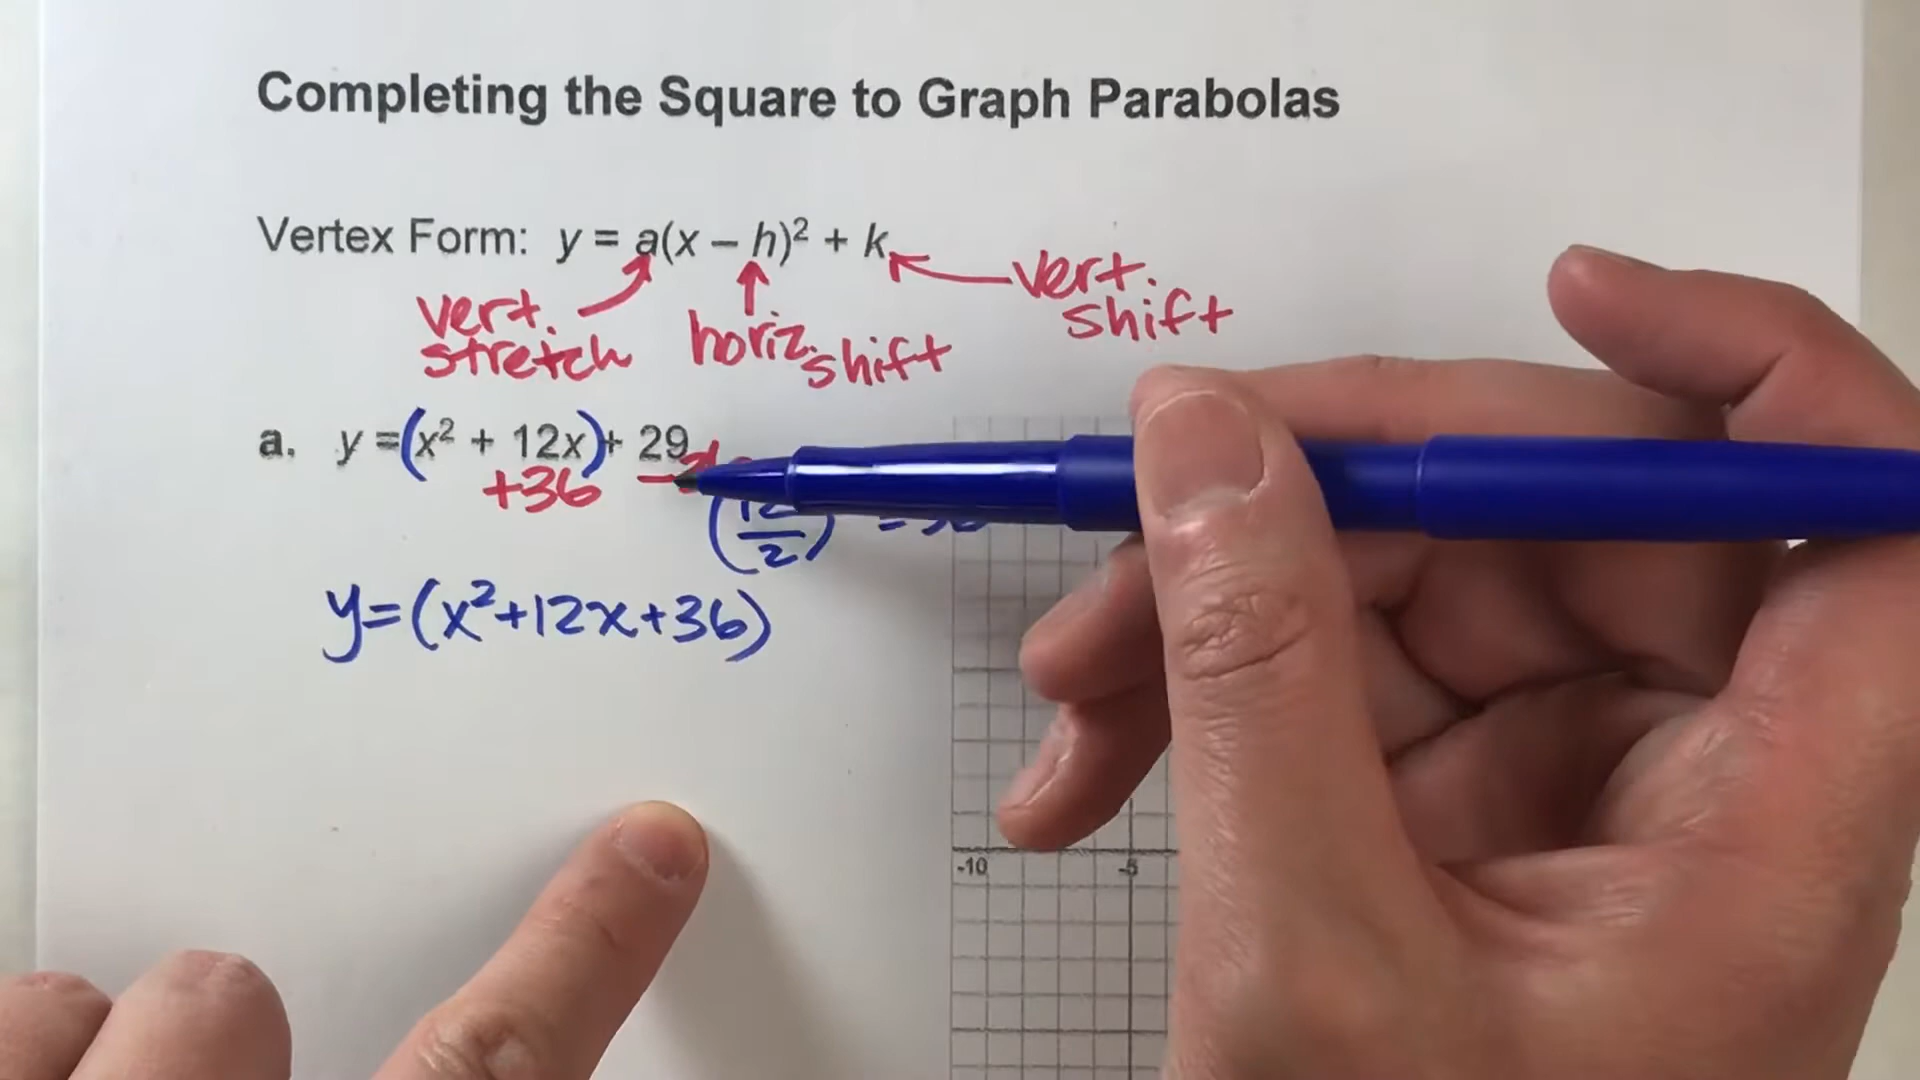 Completing the Square to Graph Parabolas
Vertex Form: y = a(x – h)² + k
vert. stretch
horiz. shift
vert. shift
a. y = (x² + 12x) + 29
+36
y=(x²+12x+36)
-10
-5